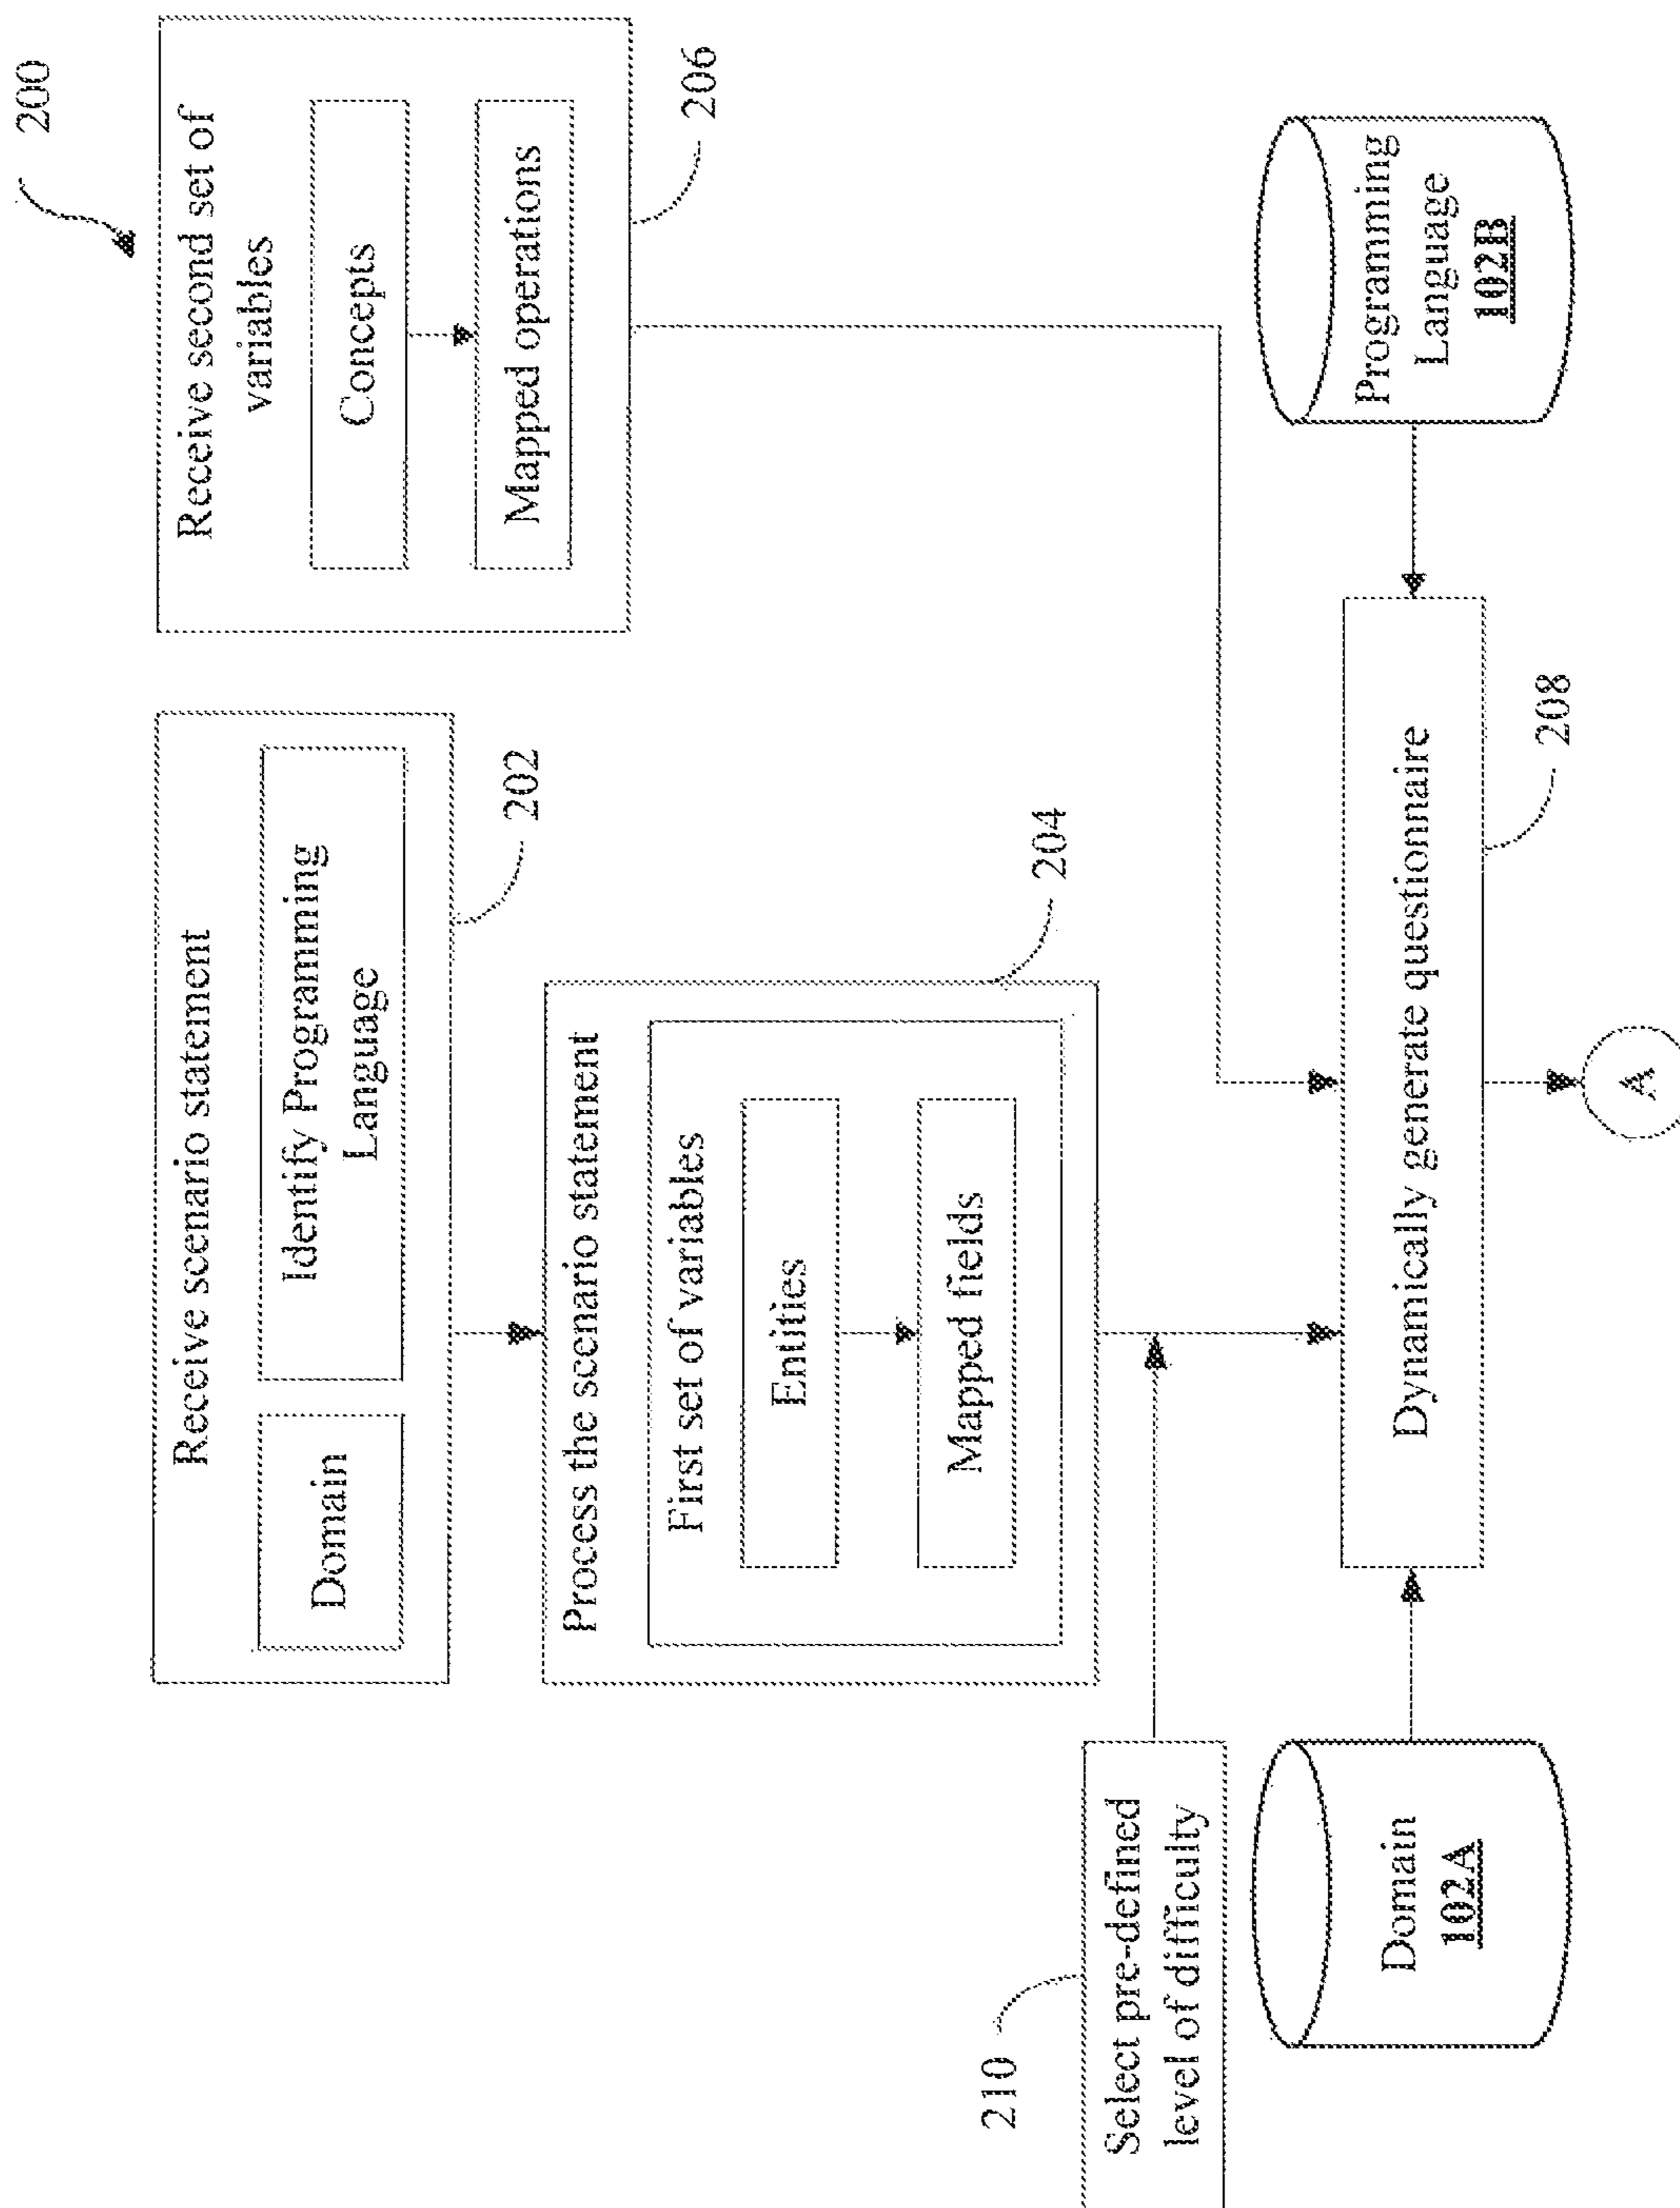 200
Receive scenario statement
Domain
Identify Programming
Language
202
Receive second set of
variables
Concepts
Mapped operations
206
Process the scenario statement
First set of variables
Entities
Mapped fields
204
210
Select pre-defined
level of difficulty
Domain
102A
Dynamically generate questionnaire
208
Programming
Language
102B
A